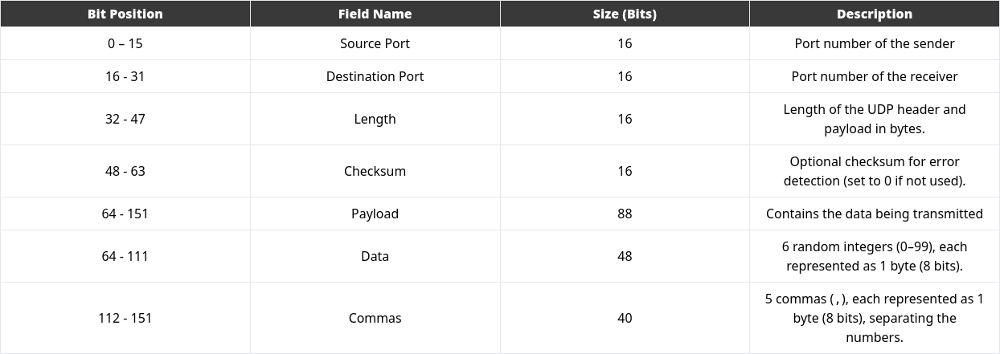 Bit Position Field Name Size (Bits) Description
0 – 15 Source Port 16 Port number of the sender
16 - 31 Destination Port 16 Port number of the receiver
32 - 47 Length 16 Length of the UDP header and
payload in bytes.
48 - 63 Checksum 16 Optional checksum for error
detection (set to 0 if not used).
64 - 151 Payload 88 Contains the data being transmitted
64 - 111 Data 48 6 random integers (0–99), each
represented as 1 byte (8 bits).
112 - 151 Commas 40 5 commas (,), each represented as 1
byte (8 bits), separating the
numbers.